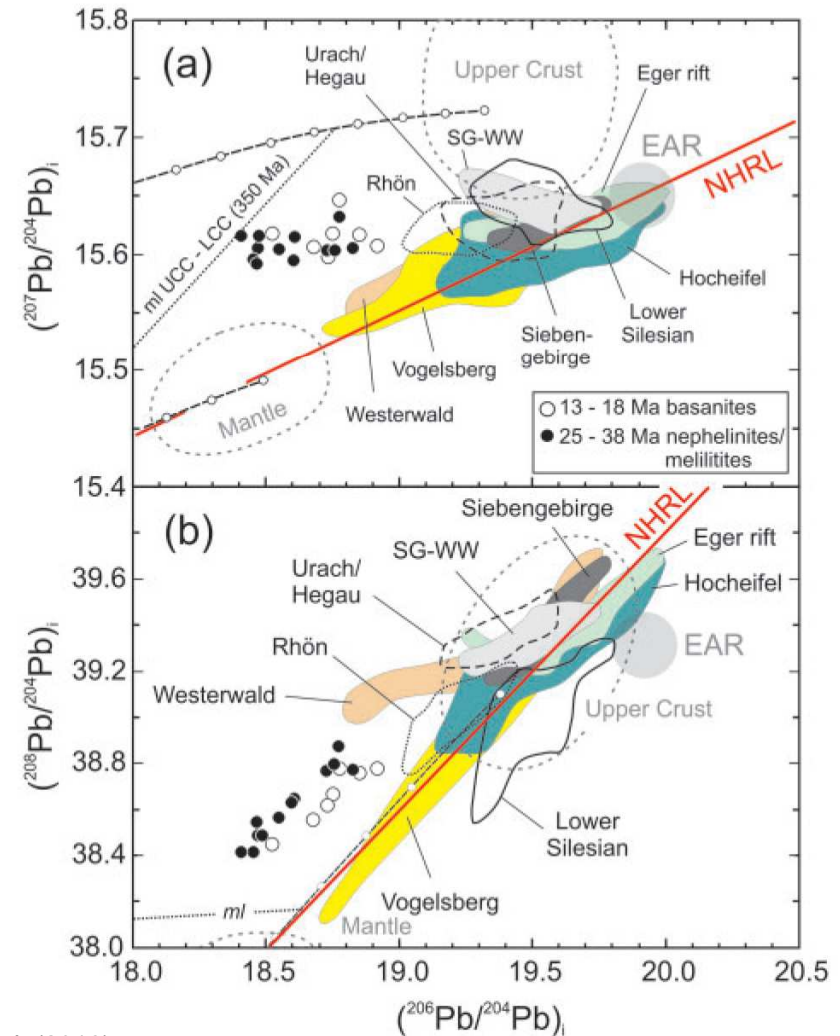 15.8
(a)
Urach/
Hegau
Upper Crust
Eger rift
15.7
SG-WW
EAR
NHRL
ml UCC - LCC (350 Ma)
Rhön
(²⁰⁷Pb/²⁰⁴Pb)ᵢ
15.6
Hocheifel
Lower
Silesian
Sieben-
gebirge
Vogelsberg
15.5
Mantle
Westerwald
13 - 18 Ma basanites
25 - 38 Ma nephelinites/
melilitites
15.4
(b)
Siebengebirge
NHRL
SG-WW
Eger rift
39.6
Urach/
Hegau
Hocheifel
Rhön
39.2
EAR
Westerwald
Upper Crust
(²⁰⁸Pb/²⁰⁴Pb)ᵢ
38.8
Lower
Silesian
38.4
Vogelsberg
ml
Mantle
38.0
18.0 18.5 19.0 19.5 20.0 20.5
(²⁰⁶Pb/²⁰⁴Pb)ᵢ